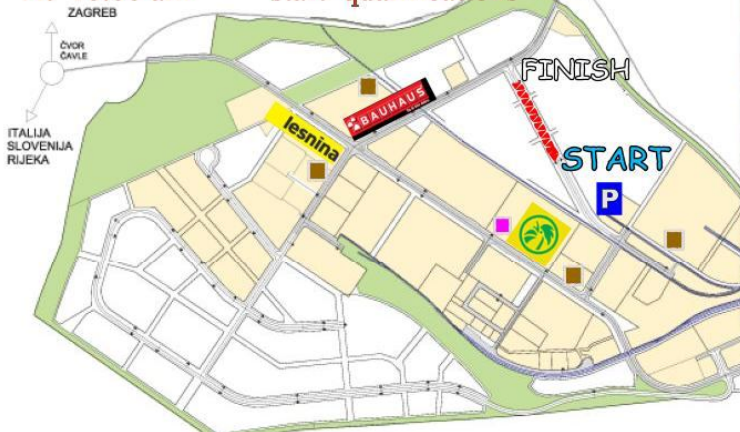 ZAGREB
ČVOR
ČAVLE
ITALIJA
SLOVENIJA
RIJEKA
lesnina
BAUHAUS
FINISH
START
P